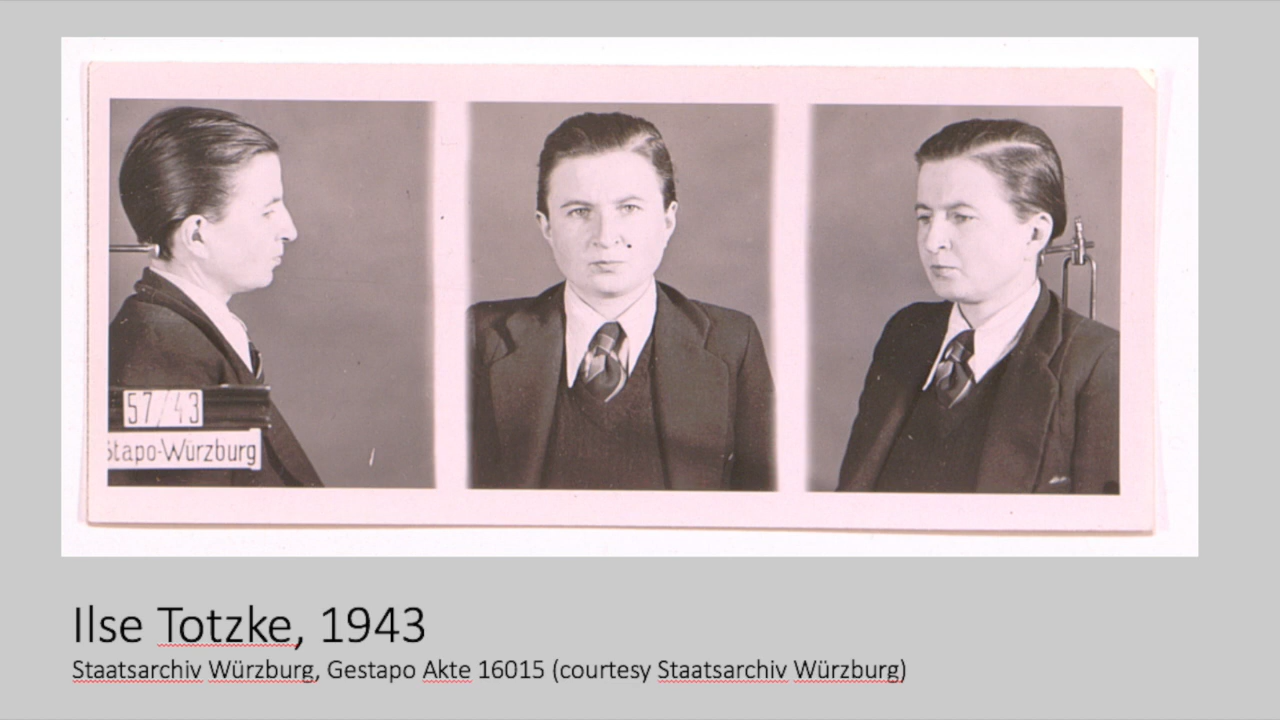 57/43
Stapo-Würzburg
Ilse Totzke, 1943
Staatsarchiv Würzburg, Gestapo Akte 16015 (courtesy Staatsarchiv Würzburg)